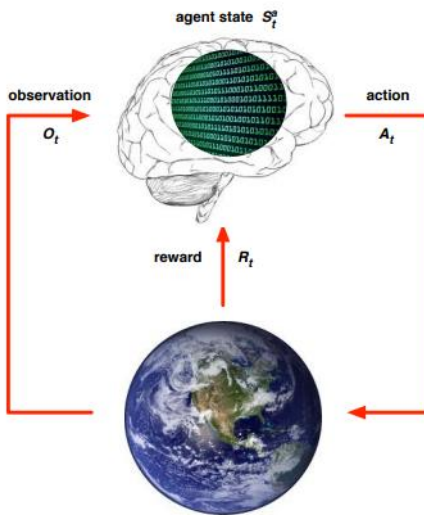 agent state S_t^a
observation
action
O_t
A_t
reward R_t